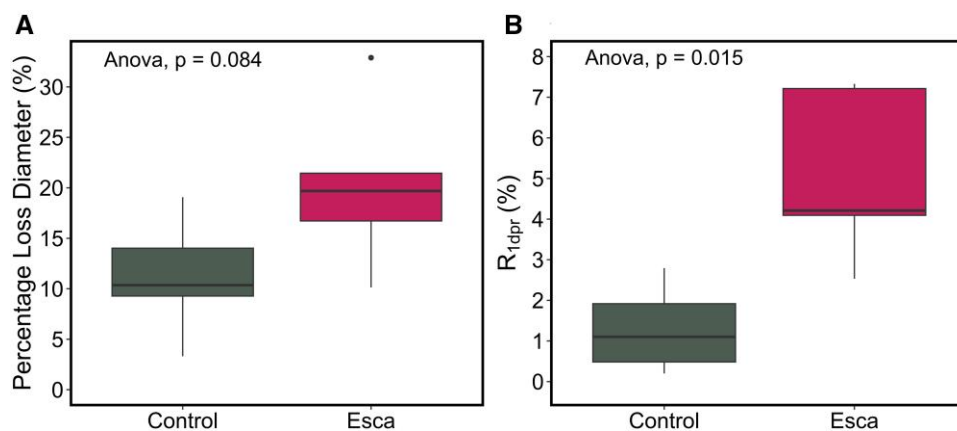 A
Anova, p = 0.084
Percentage Loss Diameter (%)
30
25
20
15
10
5
0
Control Esca
B
Anova, p = 0.015
R1dpr (%)
8
7
6
5
4
3
2
1
0
Control Esca